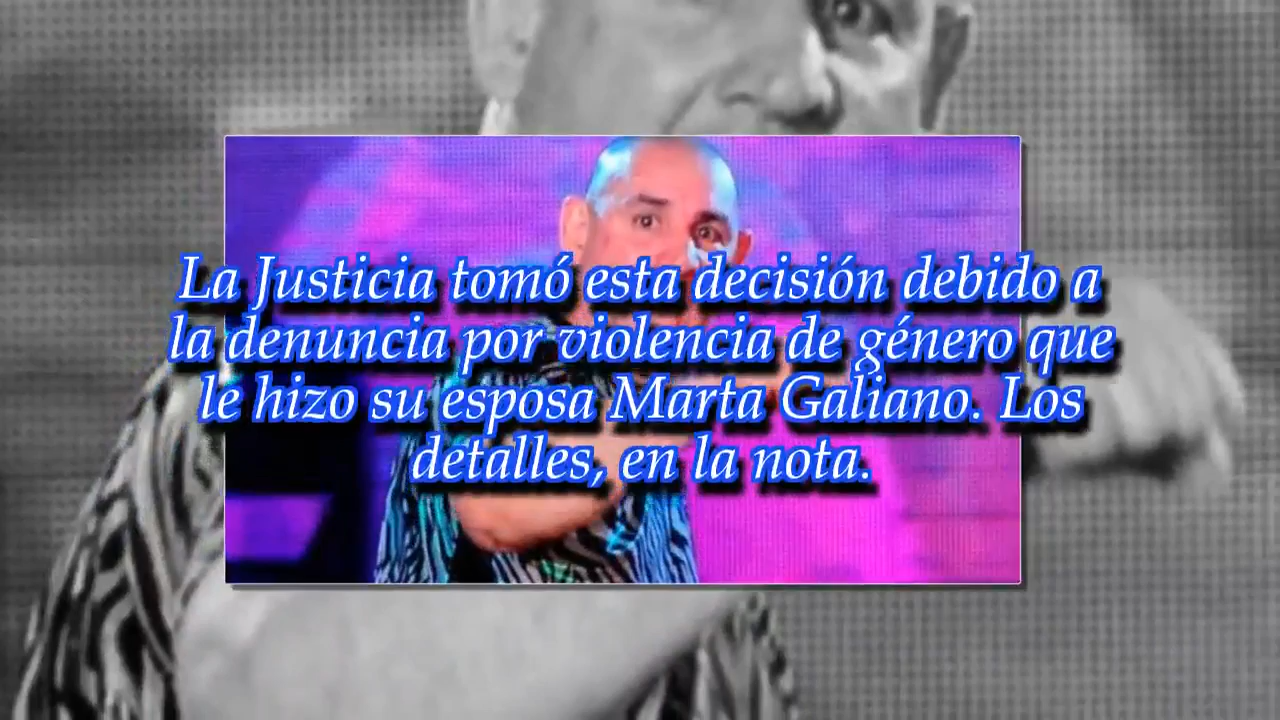 La Justicia tomó esta decisión debido a
la denuncia por violencia de género que
le hizo su esposa Marta Galiano. Los
detalles, en la nota.